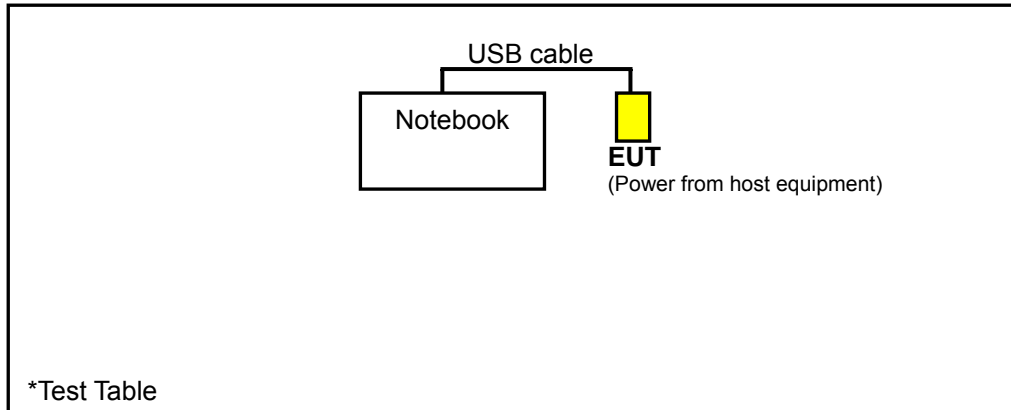 USB cable
Notebook
EUT
(Power from host equipment)
*Test Table